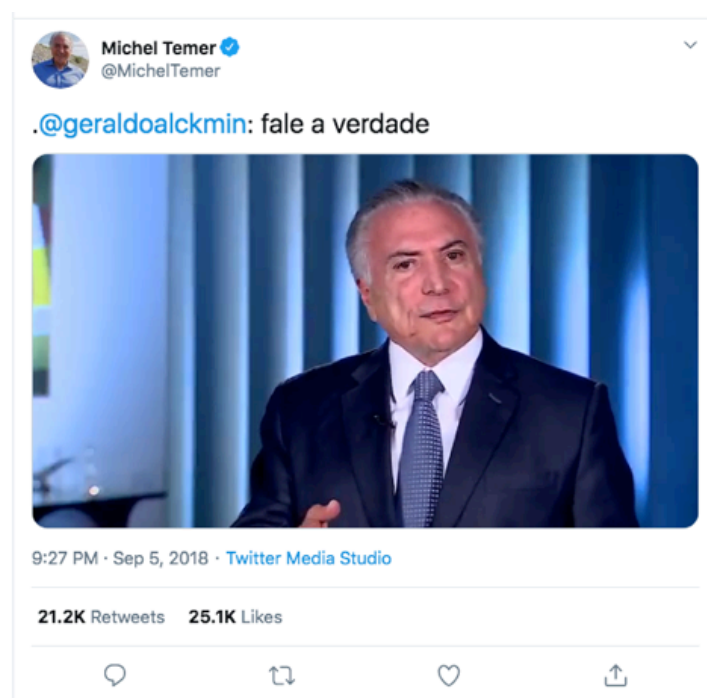 Michel Temer
@MichelTemer
.@geraldoalckmin: fale a verdade
9:27 PM · Sep 5, 2018 · Twitter Media Studio
21.2K Retweets 25.1K Likes